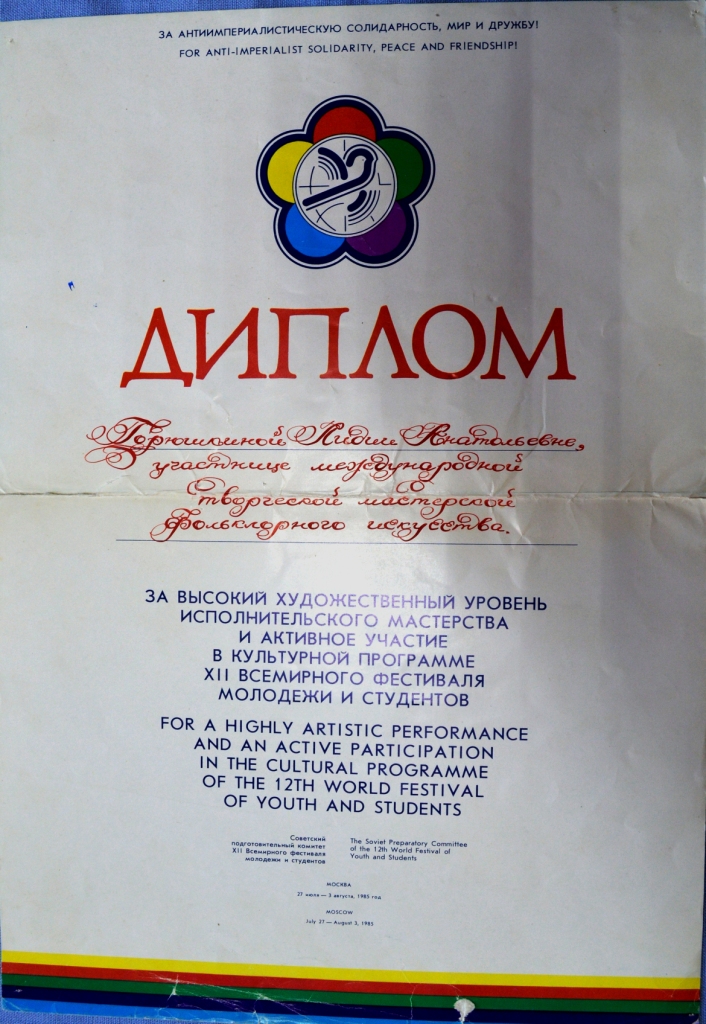 ЗА АНТИИМПЕРИАЛИСТИЧЕСКУЮ СОЛИДАРНОСТЬ, МИР И ДРУЖБУ!
FOR ANTI-IMPERIALIST SOLIDARITY, PEACE AND FRIENDSHIP!
ДИПЛОМ
Лидии Анатольевне,
участнице международной
творческой мастерской
фольклорного искусства.
ЗА ВЫСОКИЙ ХУДОЖЕСТВЕННЫЙ УРОВЕНЬ
ИСПОЛНИТЕЛЬСКОГО МАСТЕРСТВА
И АКТИВНОЕ УЧАСТИЕ
В КУЛЬТУРНОЙ ПРОГРАММЕ
XII ВСЕМИРНОГО ФЕСТИВАЛЯ
МОЛОДЕЖИ И СТУДЕНТОВ
FOR A HIGHLY ARTISTIC PERFORMANCE
AND AN ACTIVE PARTICIPATION
IN THE CULTURAL PROGRAMME
OF THE 12TH WORLD FESTIVAL
OF YOUTH AND STUDENTS
Советский
подготовительный комитет
XII Всемирного фестиваля
молодежи и студентов
The Soviet Preparatory Committee
of the 12th World Festival of
Youth and Students
МОСКВА
27 июля — 3 августа, 1985 год
MOSCOW
July 27 — August 3, 1985